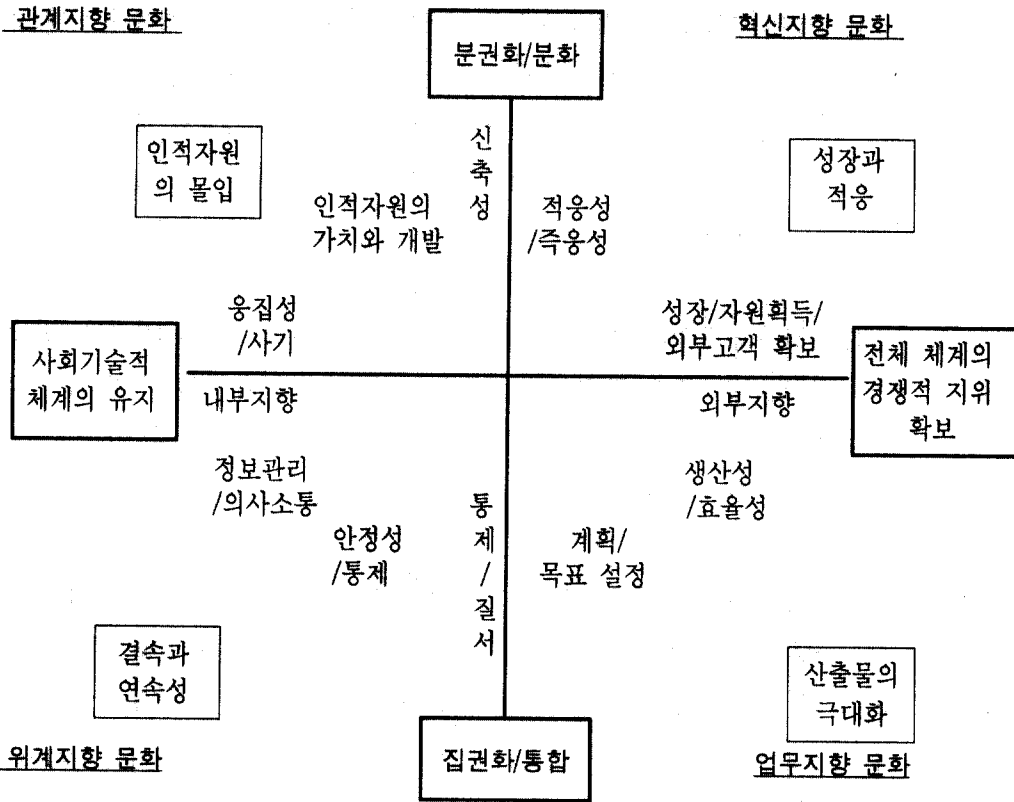 관계지향 문화
혁신지향 문화
분권화/분화
인적자원
의 몰입
신축성
성장과
적응
인적자원의
가치와 개발
적응성
/즉응성
응집성
/사기
성장/자원획득/
외부고객 확보
사회기술적
체계의 유지
내부지향
외부지향
전체 체계의
경쟁적 지위
확보
정보관리
/의사소통
생산성
/효율성
안정성
/통제
통제/질서
계획/
목표 설정
결속과
연속성
산출물의
극대화
위계지향 문화
집권화/통합
업무지향 문화